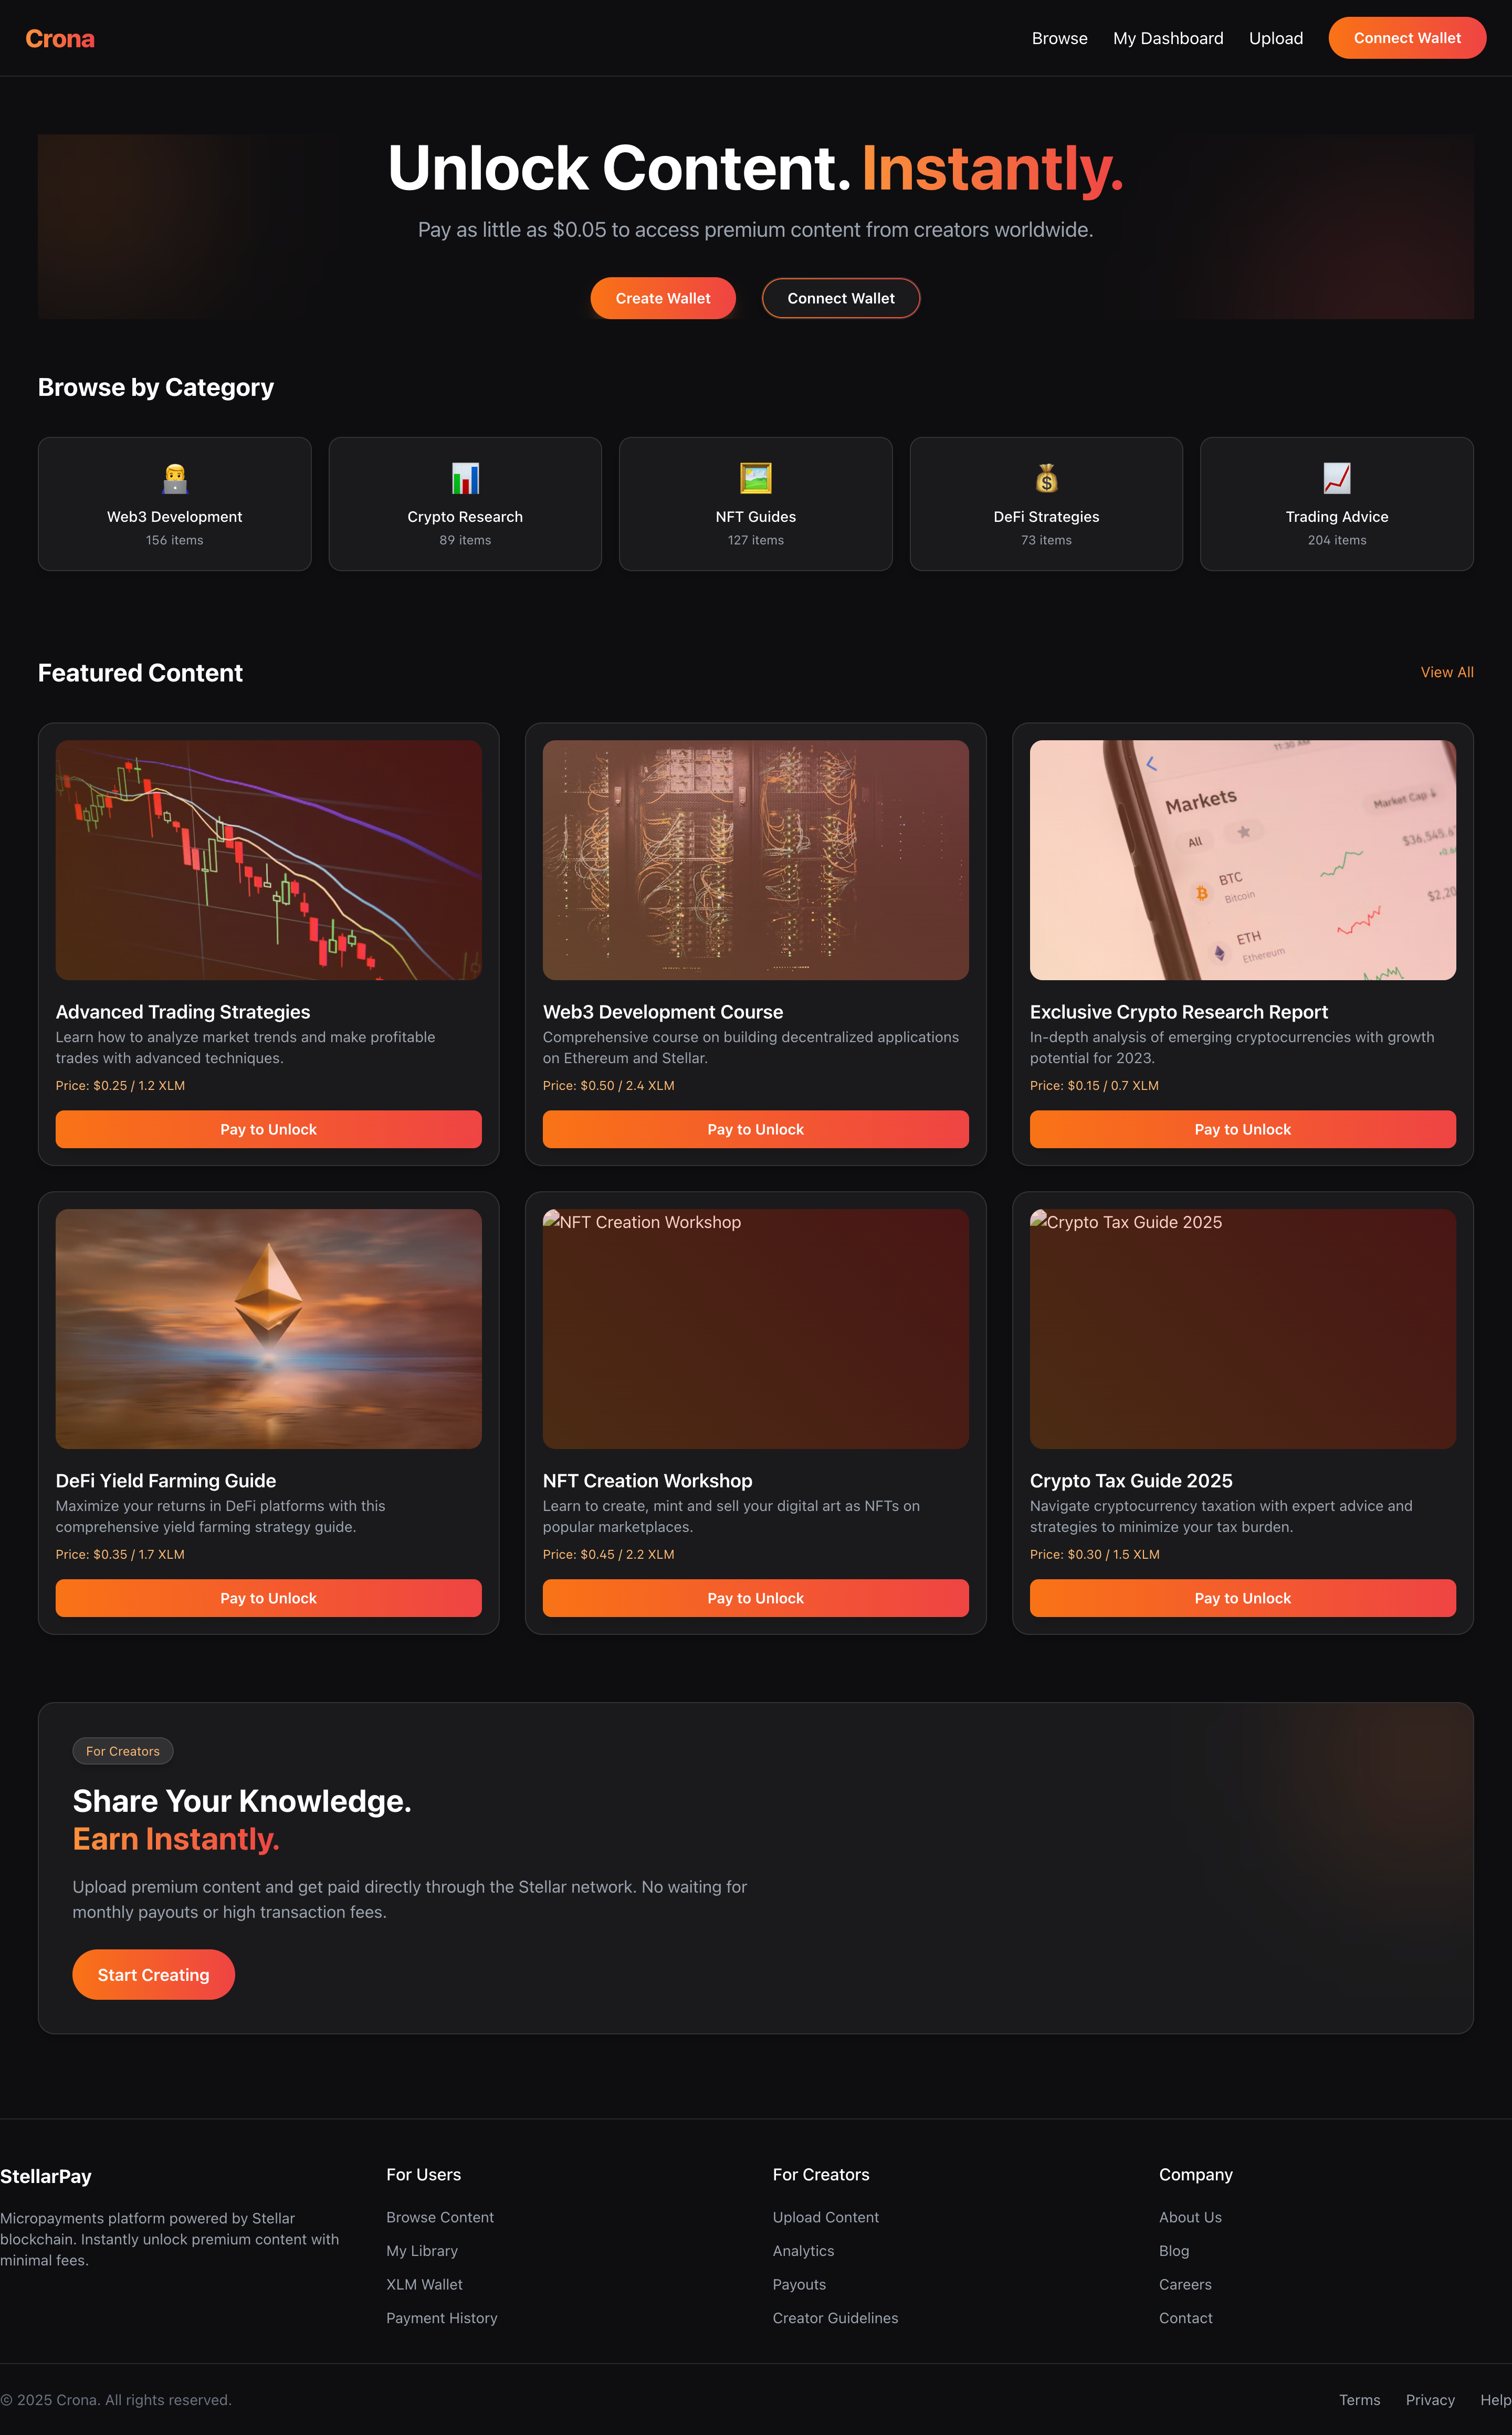 Crona
Browse
My Dashboard
Upload
Connect Wallet
Unlock Content. Instantly.
Pay as little as $0.05 to access premium content from creators worldwide.
Create Wallet
Connect Wallet
Browse by Category
Web3 Development
156 items
Crypto Research
89 items
NFT Guides
127 items
DeFi Strategies
73 items
Trading Advice
204 items
Featured Content
View All
11:30 AM
Markets
Market Cap
All
$36,545.6
BTC
Bitcoin
$2,20
ETH
Ethereum
Advanced Trading Strategies
Learn how to analyze market trends and make profitable
trades with advanced techniques.
Price: $0.25 / 1.2 XLM
Pay to Unlock
Web3 Development Course
Comprehensive course on building decentralized applications
on Ethereum and Stellar.
Price: $0.50 / 2.4 XLM
Pay to Unlock
Exclusive Crypto Research Report
In-depth analysis of emerging cryptocurrencies with growth
potential for 2023.
Price: $0.15 / 0.7 XLM
Pay to Unlock
DeFi Yield Farming Guide
Maximize your returns in DeFi platforms with this
comprehensive yield farming strategy guide.
Price: $0.35 / 1.7 XLM
Pay to Unlock
NFT Creation Workshop
NFT Creation Workshop
Learn to create, mint and sell your digital art as NFTs on
popular marketplaces.
Price: $0.45 / 2.2 XLM
Pay to Unlock
Crypto Tax Guide 2025
Crypto Tax Guide 2025
Navigate cryptocurrency taxation with expert advice and
strategies to minimize your tax burden.
Price: $0.30 / 1.5 XLM
Pay to Unlock
For Creators
Share Your Knowledge.
Earn Instantly.
Upload premium content and get paid directly through the Stellar network. No waiting for
monthly payouts or high transaction fees.
Start Creating
StellarPay
Micropayments platform powered by Stellar
blockchain. Instantly unlock premium content with
minimal fees.
For Users
Browse Content
My Library
XLM Wallet
Payment History
For Creators
Upload Content
Analytics
Payouts
Creator Guidelines
Company
About Us
Blog
Careers
Contact
© 2025 Crona. All rights reserved.
Terms
Privacy
Help